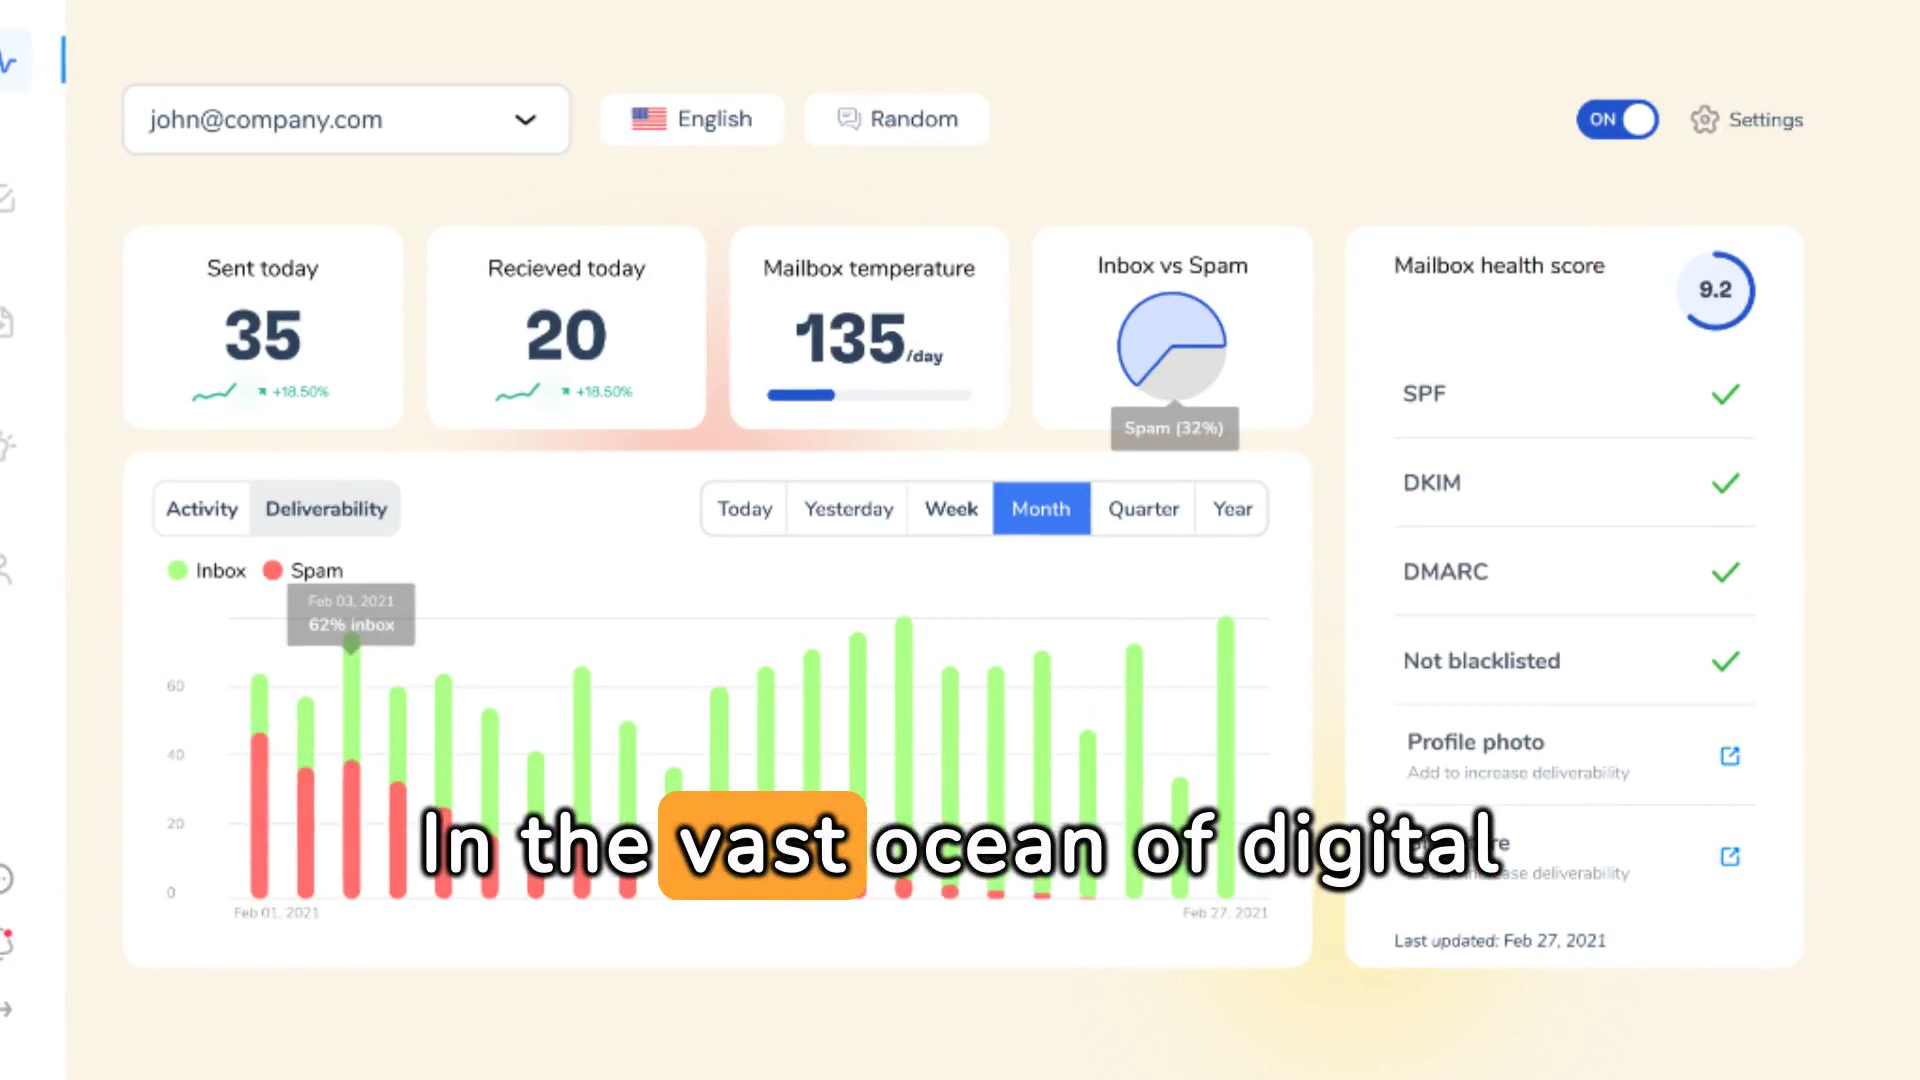 john@company.com
English
Random
ON
Settings
Sent today
35
+18.50%
Recieved today
20
+18.50%
Mailbox temperature
135/day
Inbox vs Spam
Spam (32%)
Mailbox health score
9.2
SPF
DKIM
DMARC
Not blacklisted
Profile photo
Add to increase deliverability
Activity
Deliverability
Today
Yesterday
Week
Month
Quarter
Year
Inbox
Spam
Feb 03, 2021
62% inbox
60
40
20
0
Feb 01, 2021
Feb 27, 2021
In the vast ocean of digital
deliverability
Last updated: Feb 27, 2021